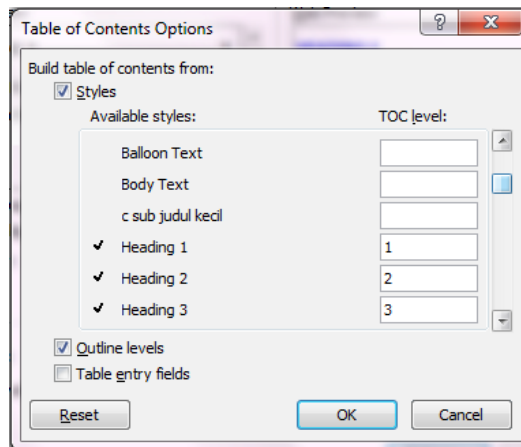 Table of Contents Options
Build table of contents from:
Styles
Available styles: TOC level:
Balloon Text
Body Text
c sub judul kecil
Heading 1 1
Heading 2 2
Heading 3 3
Outline levels
Table entry fields
Reset OK Cancel